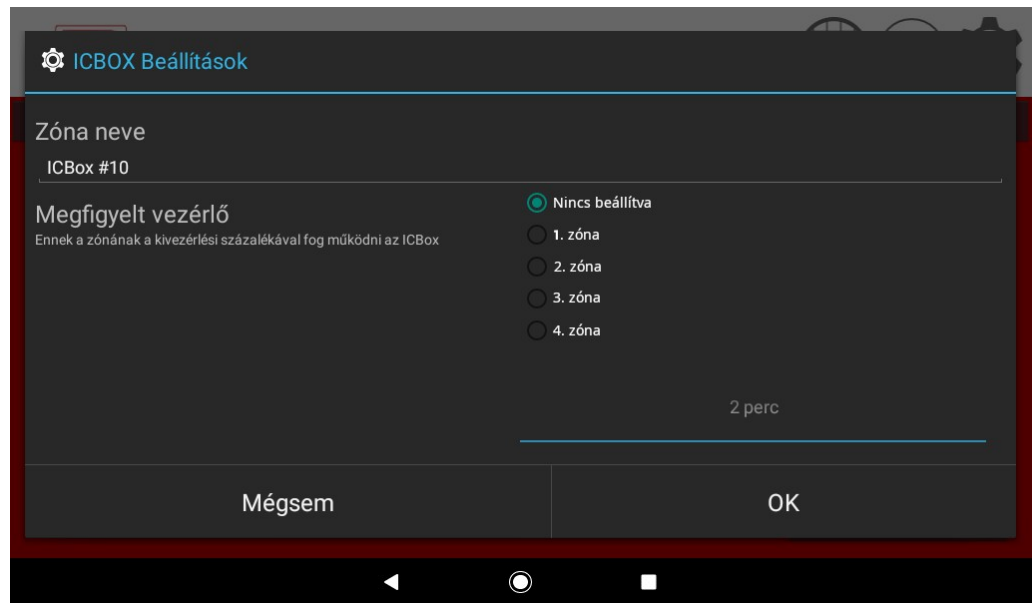 ICBOX Beállítások
Zóna neve
ICBox #10
Megfigyelt vezérlő
Ennek a zónának a kivezérlési százalékával fog működni az ICBox
Nincs beállítva
1. zóna
2. zóna
3. zóna
4. zóna
2 perc
Mégsem
OK